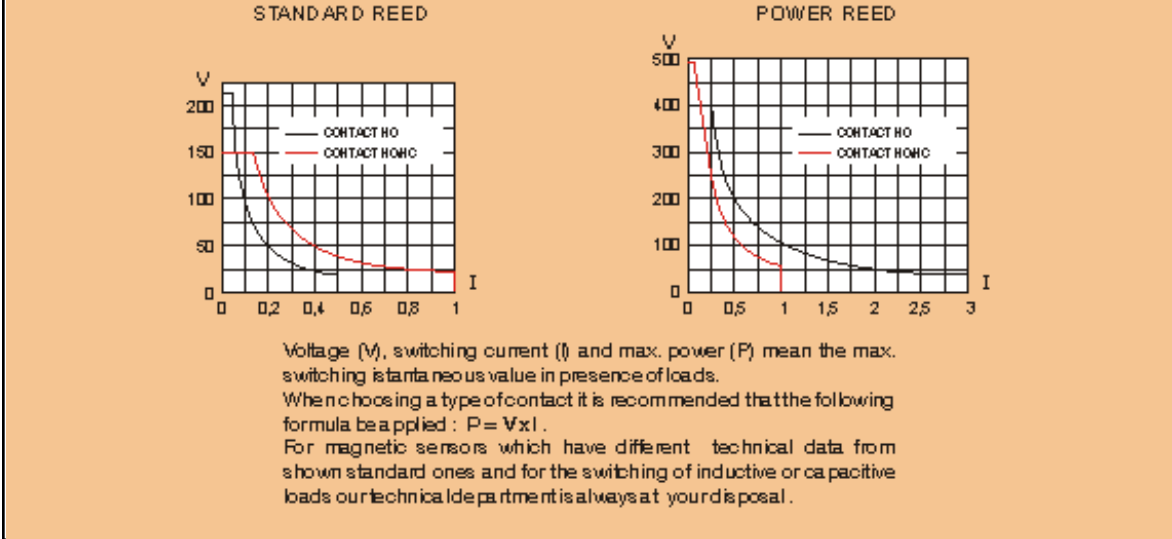 STANDARD REED
POWER REED
V
200
150
100
50
0
CONTACT NO
CONTACT NO/NC
0 0,2 0,4 0,6 0,8 1
I
V
500
400
300
200
100
0
CONTACT NO
CONTACT NO/NC
0 0,5 1 1,5 2 2,5 3
I
Voltage (V), switching current (I) and max. power (P) mean the max.
switching istantaneous value in presence of loads.
When choosing a type of contact it is recommended that the following
formula be applied : P = VxI .
For magnetic sensors which have different technical data from
shown standard ones and for the switching of inductive or capacitive
loads our technical department is always at your disposal .